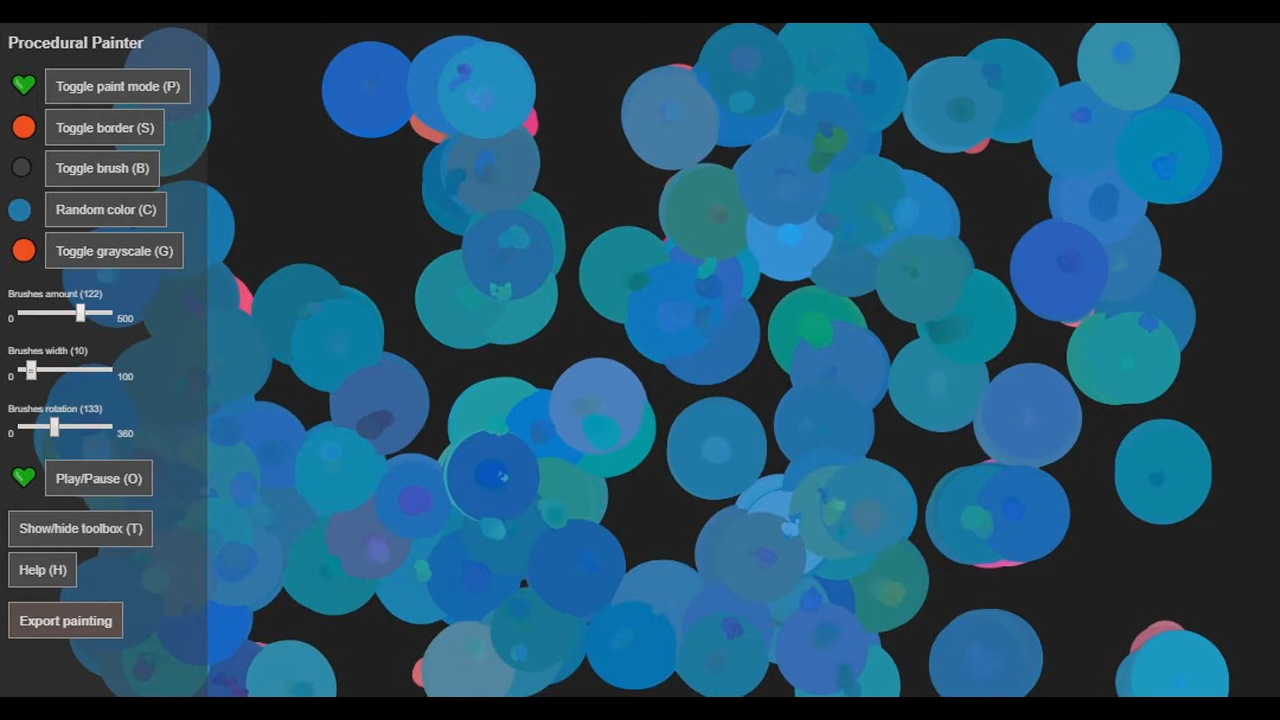 Procedural Painter
Toggle paint mode (P)
Toggle border (S)
Toggle brush (B)
Random color (C)
Toggle grayscale (G)
Brushes amount (122)
0 500
Brushes width (10)
0 100
Brushes rotation (133)
0 360
Play/Pause (O)
Show/hide toolbox (T)
Help (H)
Export painting